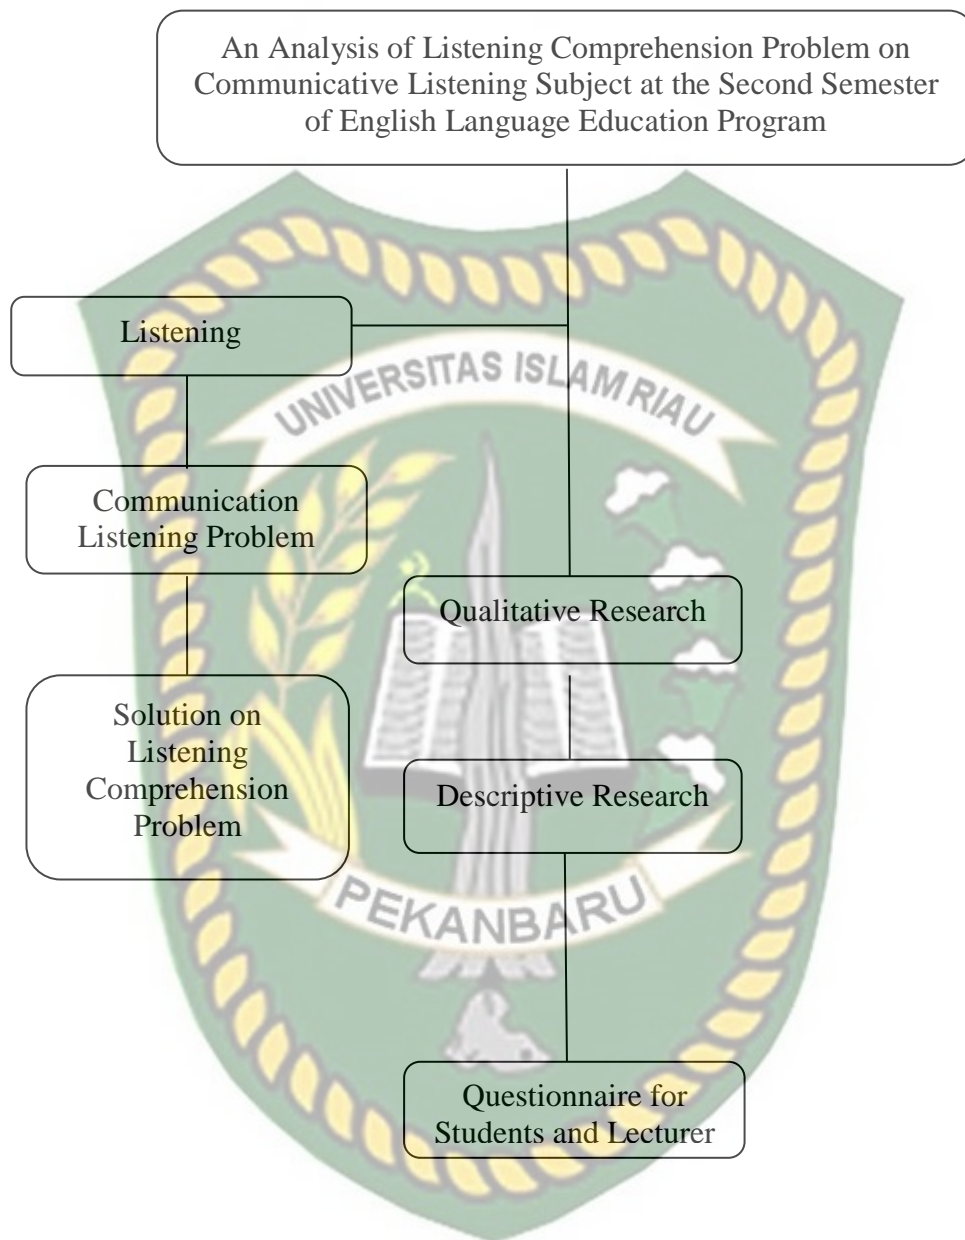 An Analysis of Listening Comprehension Problem on
Communicative Listening Subject at the Second Semester
of English Language Education Program
Listening
UNIVERSITAS ISLAM RIAU
Communication
Listening Problem
Qualitative Research
Solution on
Listening
Comprehension
Problem
Descriptive Research
PEKANBARU
Questionnaire for
Students and Lecturer